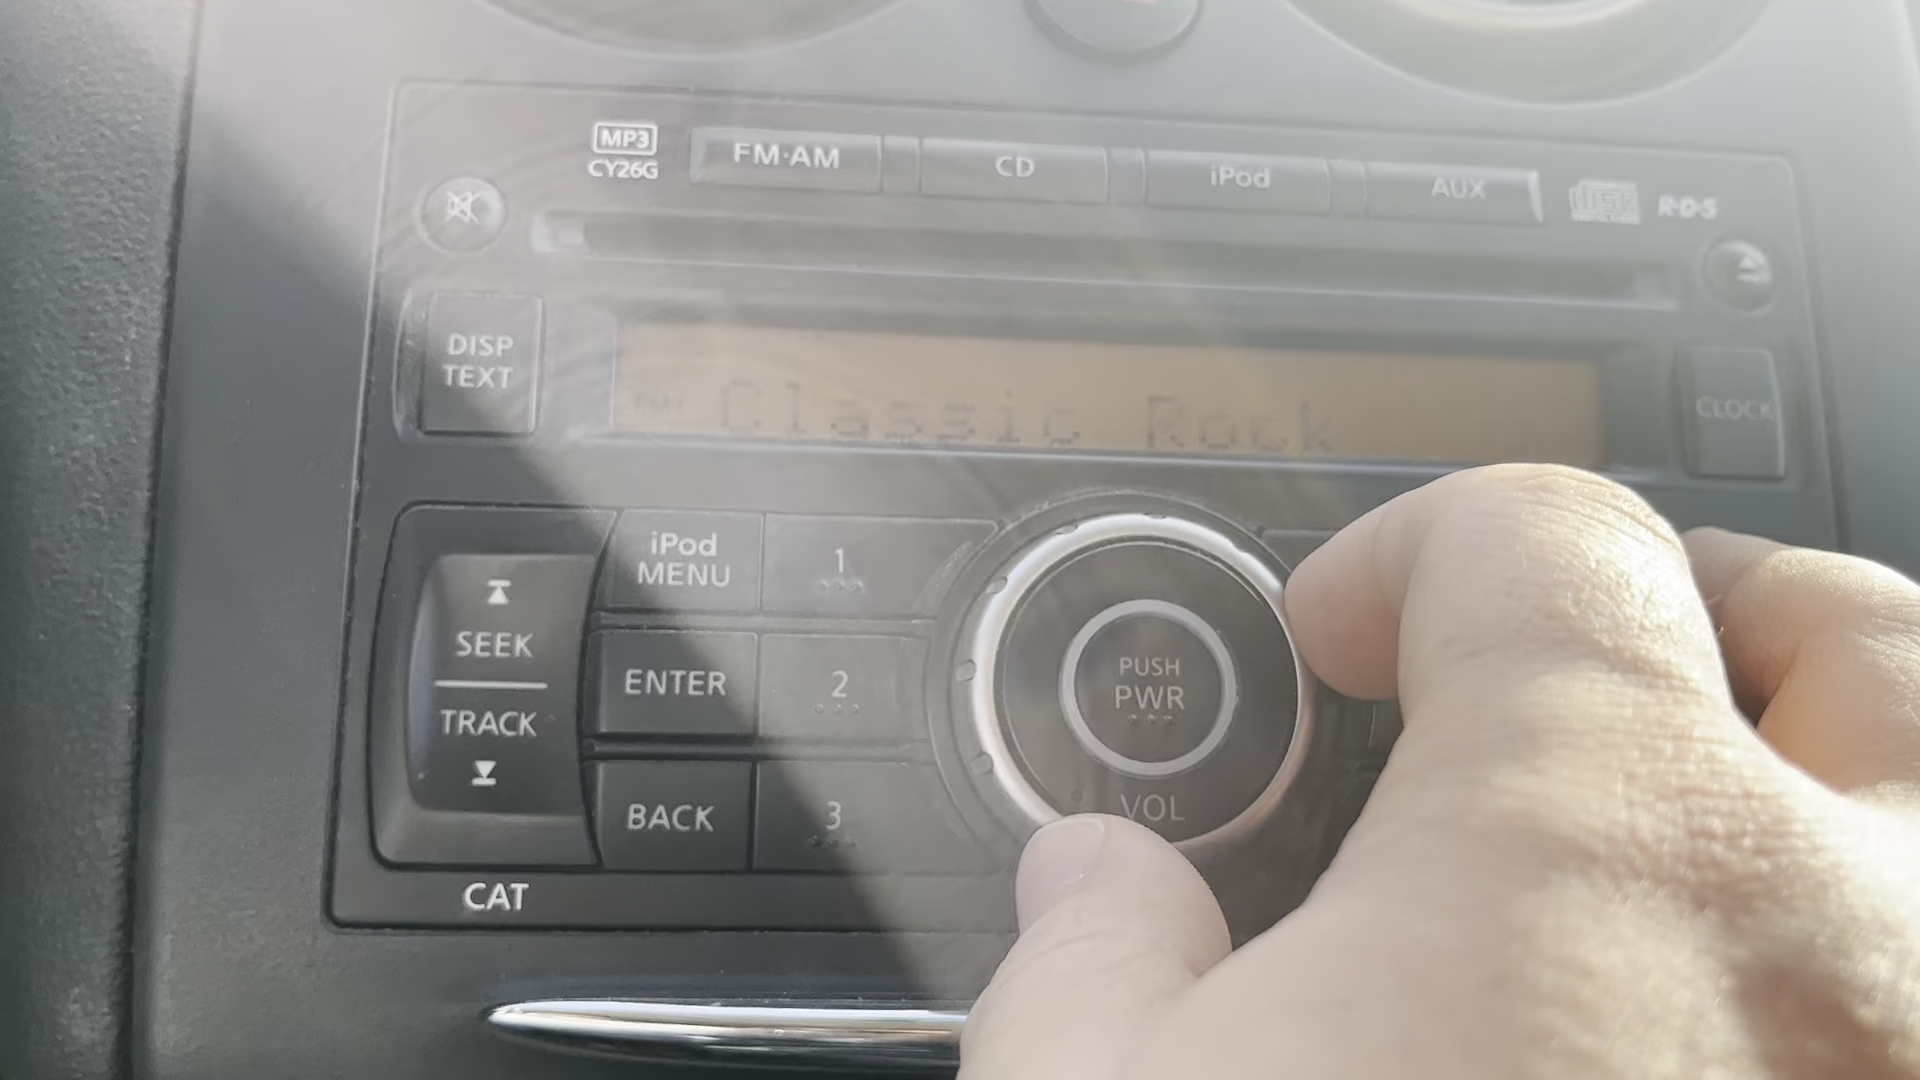 MP3
CY26G
FM·AM
CD
iPod
AUX
R·D·S
DISP
TEXT
Classic Rock
CLOCK
iPod
MENU
1
SEEK
TRACK
ENTER
2
PUSH
PWR
VOL
BACK
3
CAT